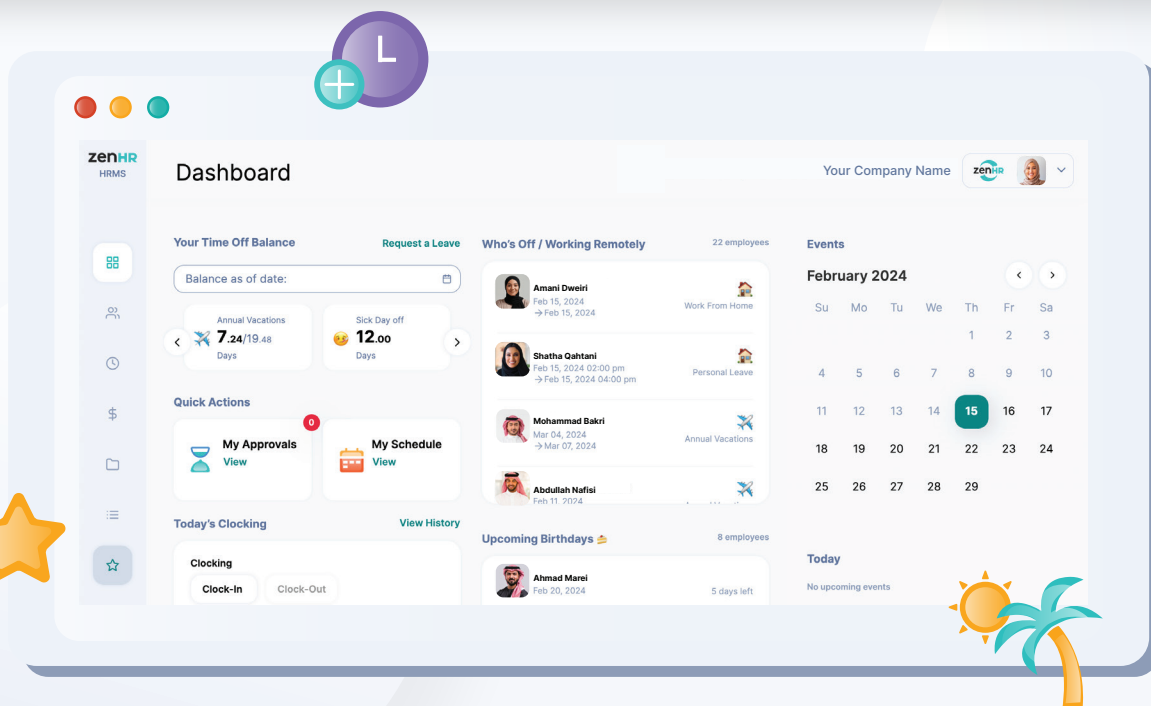 L
zenHR
HRMS
Dashboard
Your Company Name
zenHR
Your Time Off Balance
Request a Leave
Balance as of date:
Annual Vacations
7.24/19.48
Days
Sick Day off
12.00
Days
Quick Actions
0
My Approvals
View
My Schedule
View
Today's Clocking
View History
Clocking
Clock-In
Clock-Out
Who's Off / Working Remotely
22 employees
Amani Dweiri
Feb 15, 2024
→Feb 15, 2024
Work From Home
Shatha Qahtani
Feb 15, 2024 02:00 pm
→Feb 15, 2024 04:00 pm
Personal Leave
Mohammad Bakri
Mar 04, 2024
→Mar 07, 2024
Annual Vacations
Abdullah Nafisi
Feb 11, 2024
Upcoming Birthdays
8 employees
Ahmad Marei
Feb 20, 2024
5 days left
Events
February 2024
Su Mo Tu We Th Fr Sa
1 2 3
4 5 6 7 8 9 10
11 12 13 14 15 16 17
18 19 20 21 22 23 24
25 26 27 28 29
Today
No upcoming events